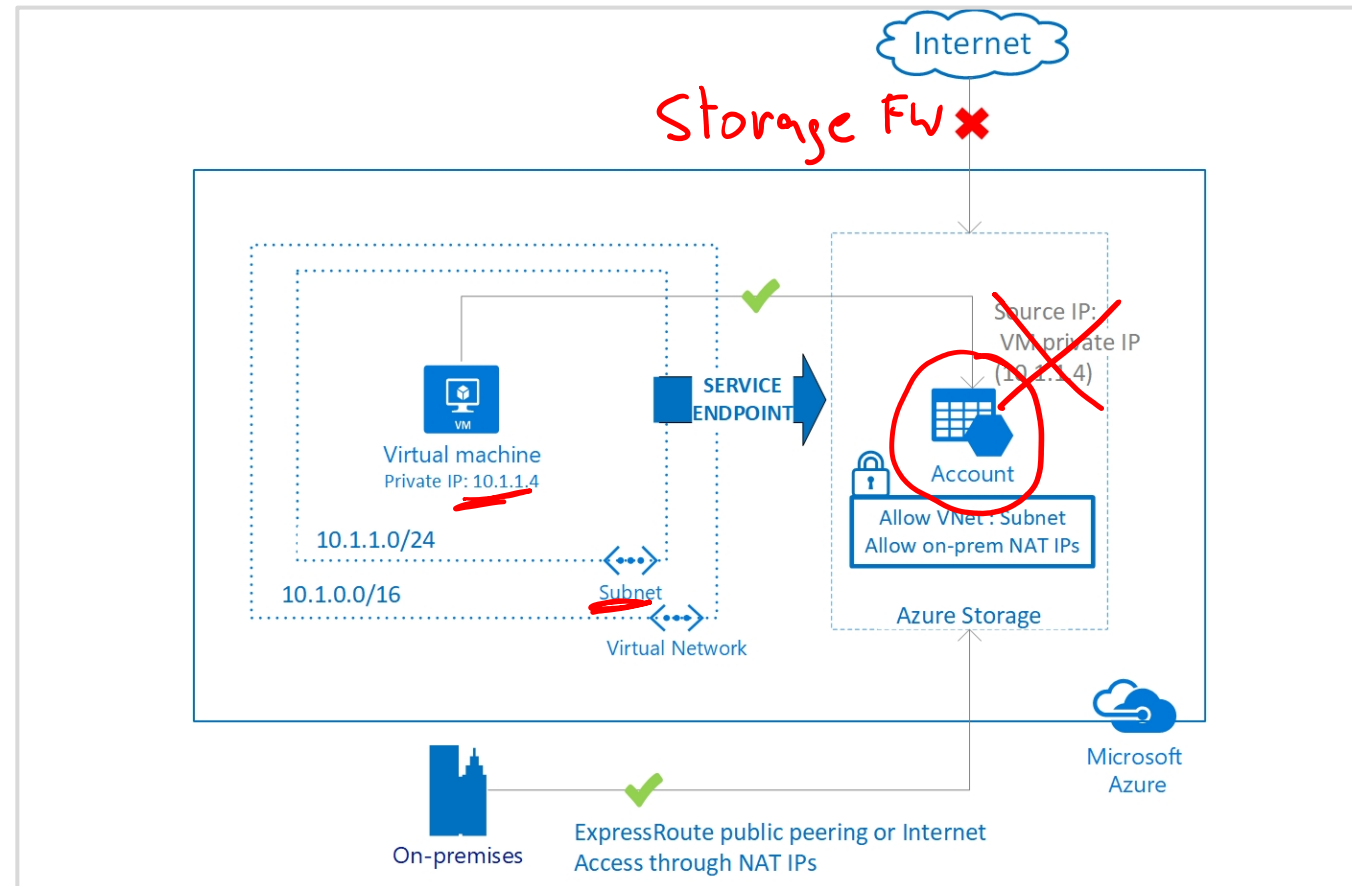 Internet
Storage FW
Source IP:
VM private IP
(10.1.1.4)
SERVICE
ENDPOINT
VM
Virtual machine
Private IP: 10.1.1.4
Account
Allow VNet : Subnet
Allow on-prem NAT IPs
10.1.1.0/24
10.1.0.0/16
Subnet
Azure Storage
Virtual Network
Microsoft
Azure
On-premises
ExpressRoute public peering or Internet
Access through NAT IPs